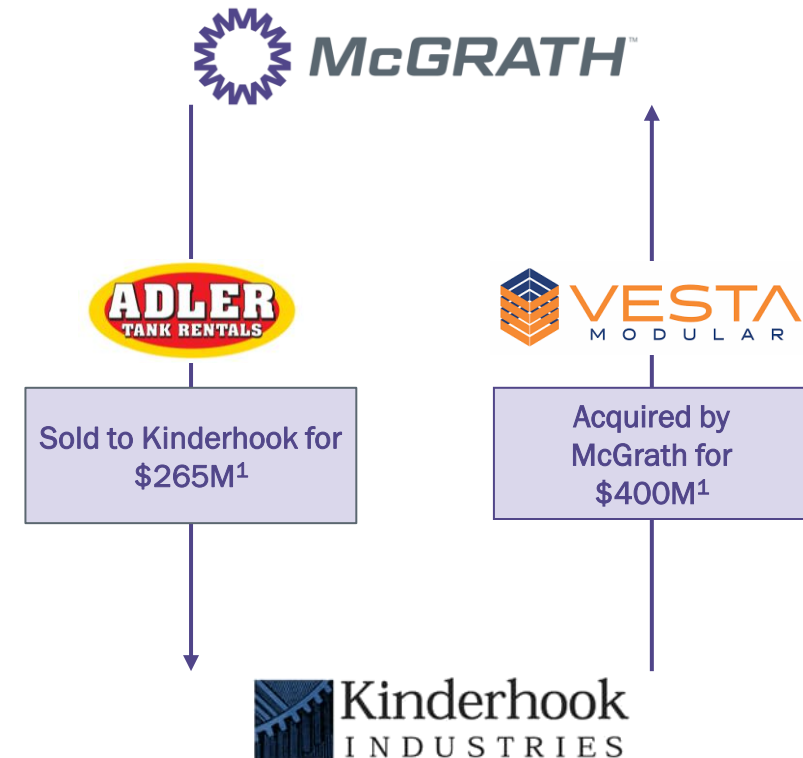 McGRATH™
ADLER
TANK RENTALS
VESTA
MODULAR
Sold to Kinderhook for
$265M¹
Acquired by
McGrath for
$400M¹
Kinderhook
INDUSTRIES